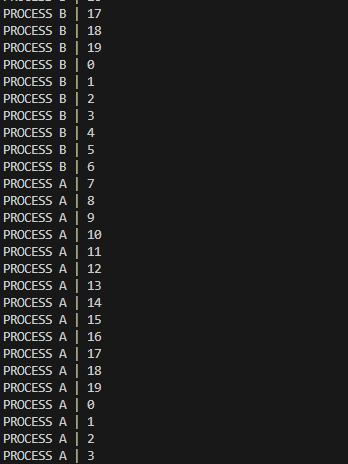 PROCESS B | 17
PROCESS B | 18
PROCESS B | 19
PROCESS B | 0
PROCESS B | 1
PROCESS B | 2
PROCESS B | 3
PROCESS B | 4
PROCESS B | 5
PROCESS B | 6
PROCESS A | 7
PROCESS A | 8
PROCESS A | 9
PROCESS A | 10
PROCESS A | 11
PROCESS A | 12
PROCESS A | 13
PROCESS A | 14
PROCESS A | 15
PROCESS A | 16
PROCESS A | 17
PROCESS A | 18
PROCESS A | 19
PROCESS A | 0
PROCESS A | 1
PROCESS A | 2
PROCESS A | 3